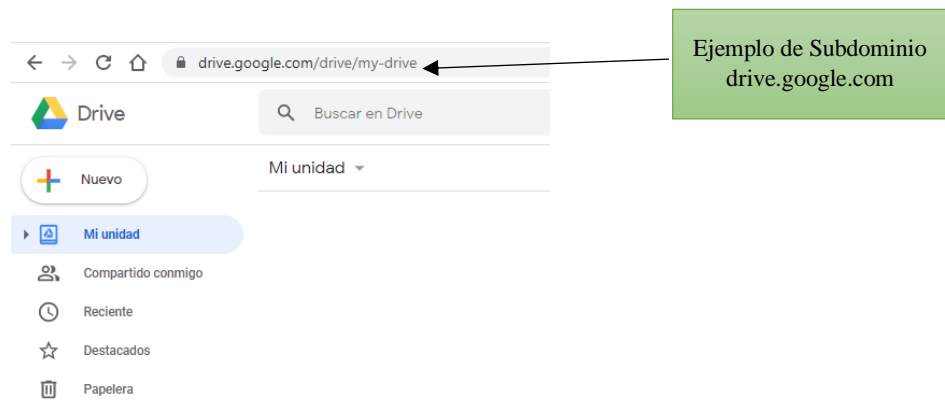 Ejemplo de Subdominio
drive.google.com
drive.google.com/drive/my-drive
Drive
Buscar en Drive
Nuevo
Mi unidad
Mi unidad
Compartido conmigo
Reciente
Destacados
Papelera